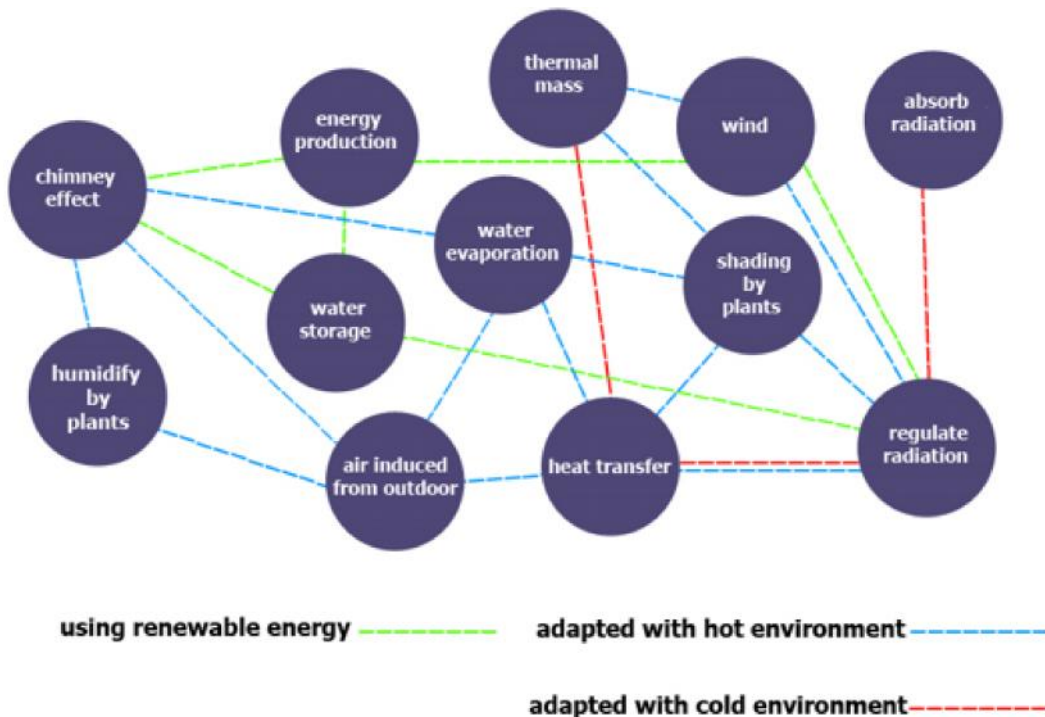 thermal
mass
absorb
radiation
energy
production
wind
chimney
effect
water
evaporation
shading
by
plants
water
storage
humidify
by
plants
regulate
radiation
air induced
from outdoor
heat transfer
using renewable energy
adapted with hot environment
adapted with cold environment